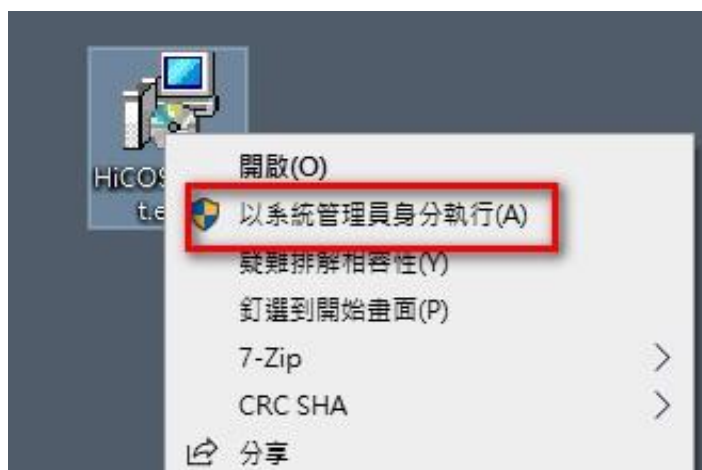 HiCOS
t.e
開啟(O)
以系統管理員身分執行(A)
疑難排解相容性(Y)
釘選到開始畫面(P)
7-Zip
CRC SHA
分享